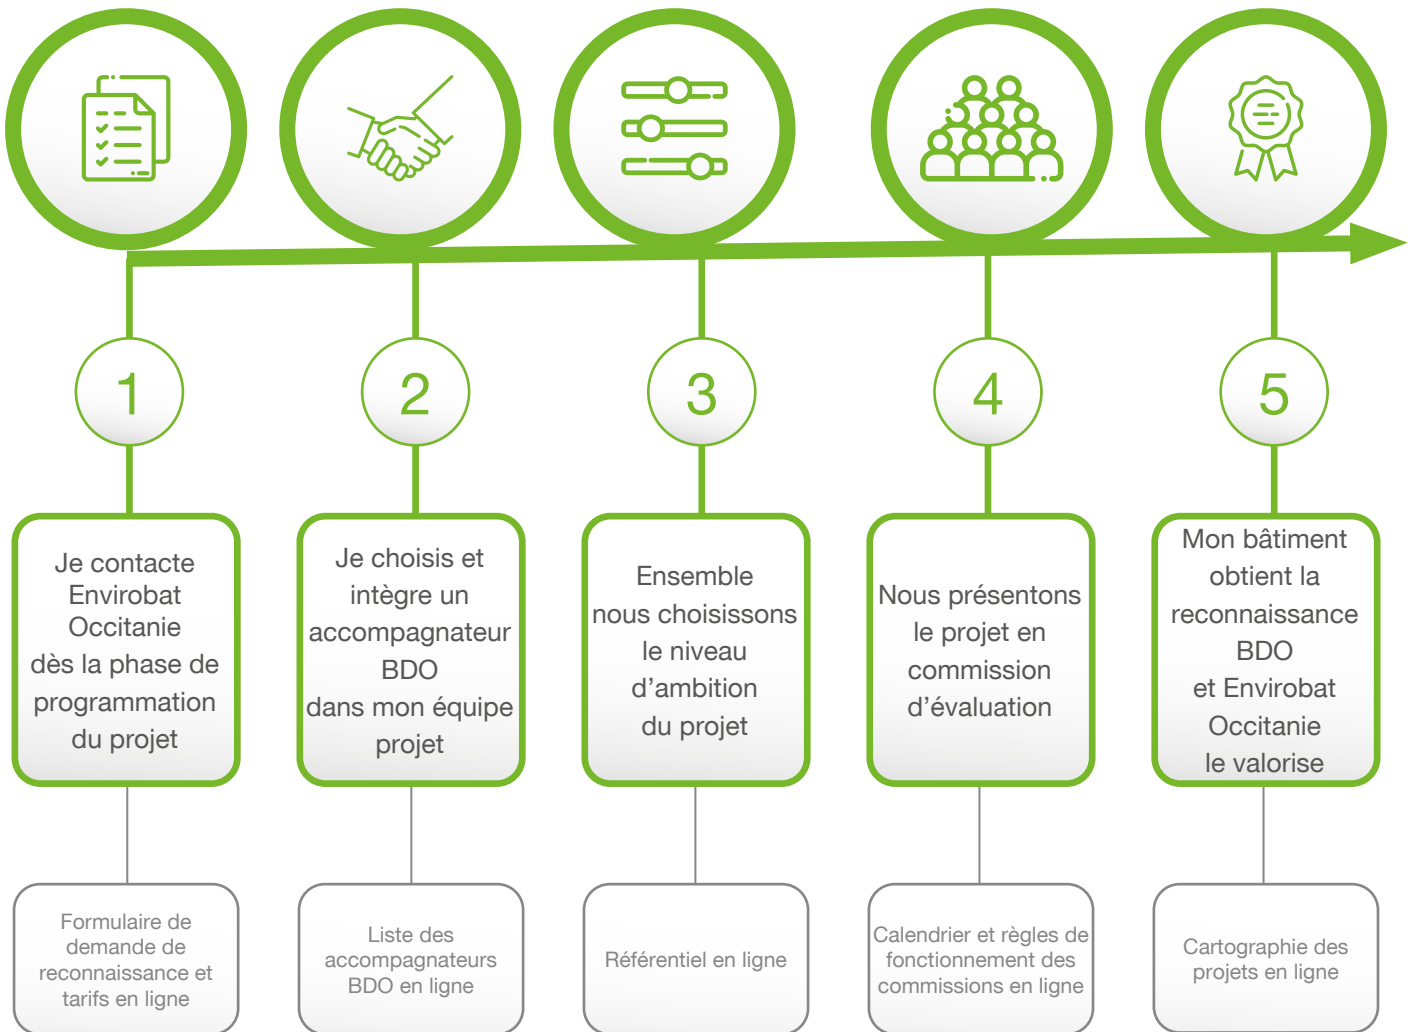 1
2
3
4
5
Je contacte
Envirobat
Occitanie
dès la phase de
programmation
du projet
Je choisis et
intègre un
accompagnateur
BDO
dans mon équipe
projet
Ensemble
nous choisissons
le niveau
d’ambition
du projet
Nous présentons
le projet en
commission
d’évaluation
Mon bâtiment
obtient la
reconnaissance
BDO
et Envirobat
Occitanie
le valorise
Formulaire de
demande de
reconnaissance et
tarifs en ligne
Liste des
accompagnateurs
BDO en ligne
Référentiel en ligne
Calendrier et règles de
fonctionnement des
commissions en ligne
Cartographie des
projets en ligne